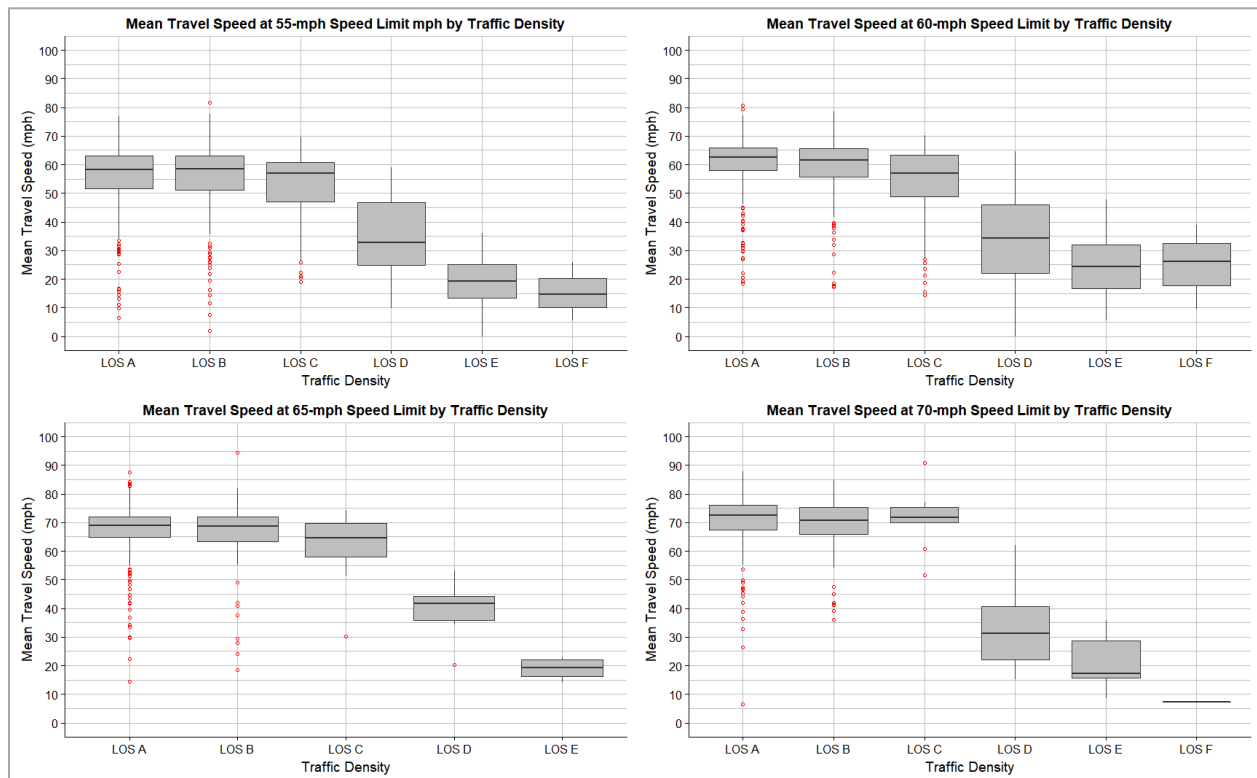 Mean Travel Speed at 55-mph Speed Limit mph by Traffic Density
Mean Travel Speed (mph)
100
90
80
70
60
50
40
30
20
10
0
LOS A LOS B LOS C LOS D LOS E LOS F
Traffic Density
Mean Travel Speed at 60-mph Speed Limit by Traffic Density
Mean Travel Speed (mph)
100
90
80
70
60
50
40
30
20
10
0
LOS A LOS B LOS C LOS D LOS E LOS F
Traffic Density
Mean Travel Speed at 65-mph Speed Limit by Traffic Density
Mean Travel Speed (mph)
100
90
80
70
60
50
40
30
20
10
0
LOS A LOS B LOS C LOS D LOS E
Traffic Density
Mean Travel Speed at 70-mph Speed Limit by Traffic Density
Mean Travel Speed (mph)
100
90
80
70
60
50
40
30
20
10
0
LOS A LOS B LOS C LOS D LOS E LOS F
Traffic Density